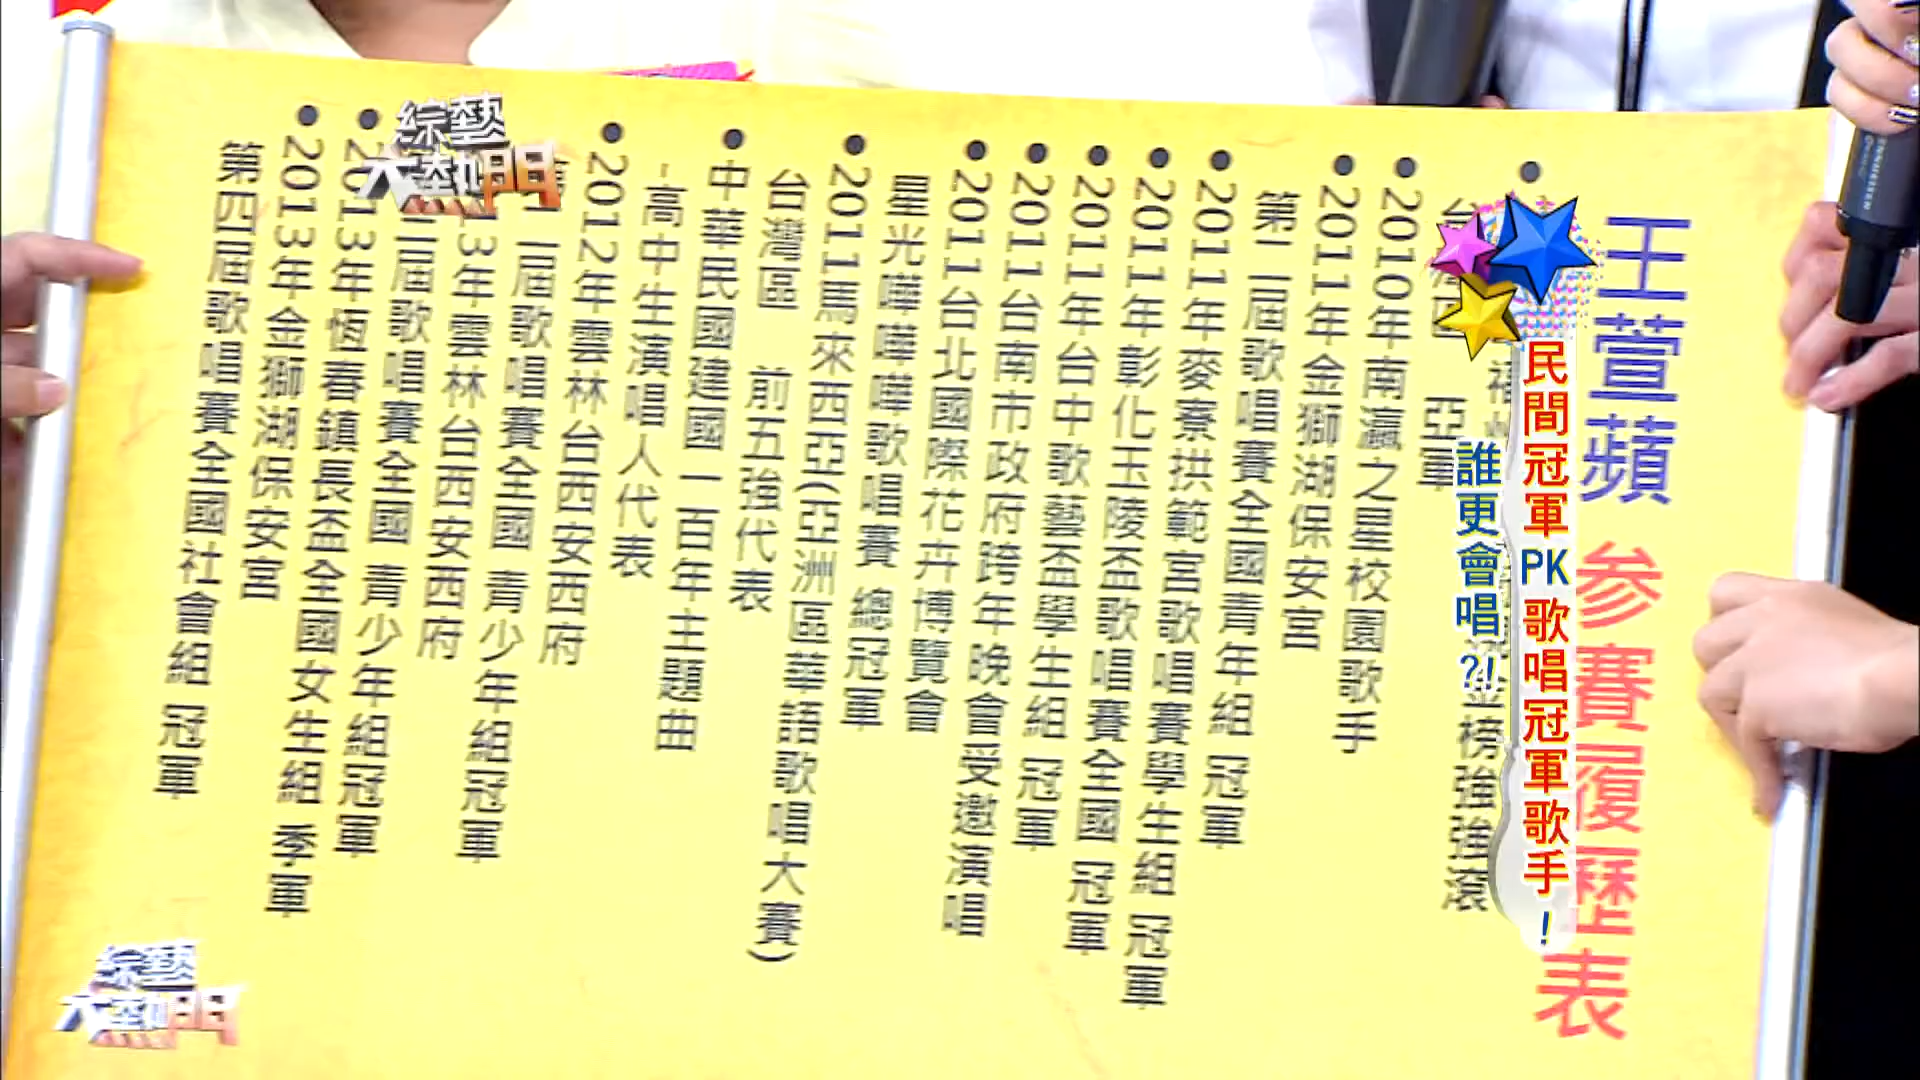 王萱蘋 參賽履歷表
台灣區 亞軍
2010年南瀛之星校園歌手
2011年金獅湖保安宮
第二屆歌唱賽全國青年組 冠軍
2011年麥寮拱範宮歌唱賽學生組 冠軍
2011年彰化玉陵盃歌唱賽全國 冠軍
2011年台中歌藝盃學生組 冠軍
2011台南市政府跨年晚會受邀演唱
2011台北國際花卉博覽會
星光嘩嘩嘩歌唱賽 總冠軍
2011馬來西亞(亞洲區華語歌唱大賽)
台灣區 前五強代表
中華民國建國一百年主題曲
-高中生演唱人代表
2012年雲林台西安西府
二屆歌唱賽全國 青少年組冠軍
3年雲林台西安西府
屆歌唱賽全國 青少年組冠軍
2013年恆春鎮長盃全國女生組 季軍
2013年金獅湖保安宮
第四屆歌唱賽全國社會組 冠軍
民間冠軍PK歌唱冠軍歌手!
誰更會唱?!
綜藝
大熱門
綜藝
大熱門